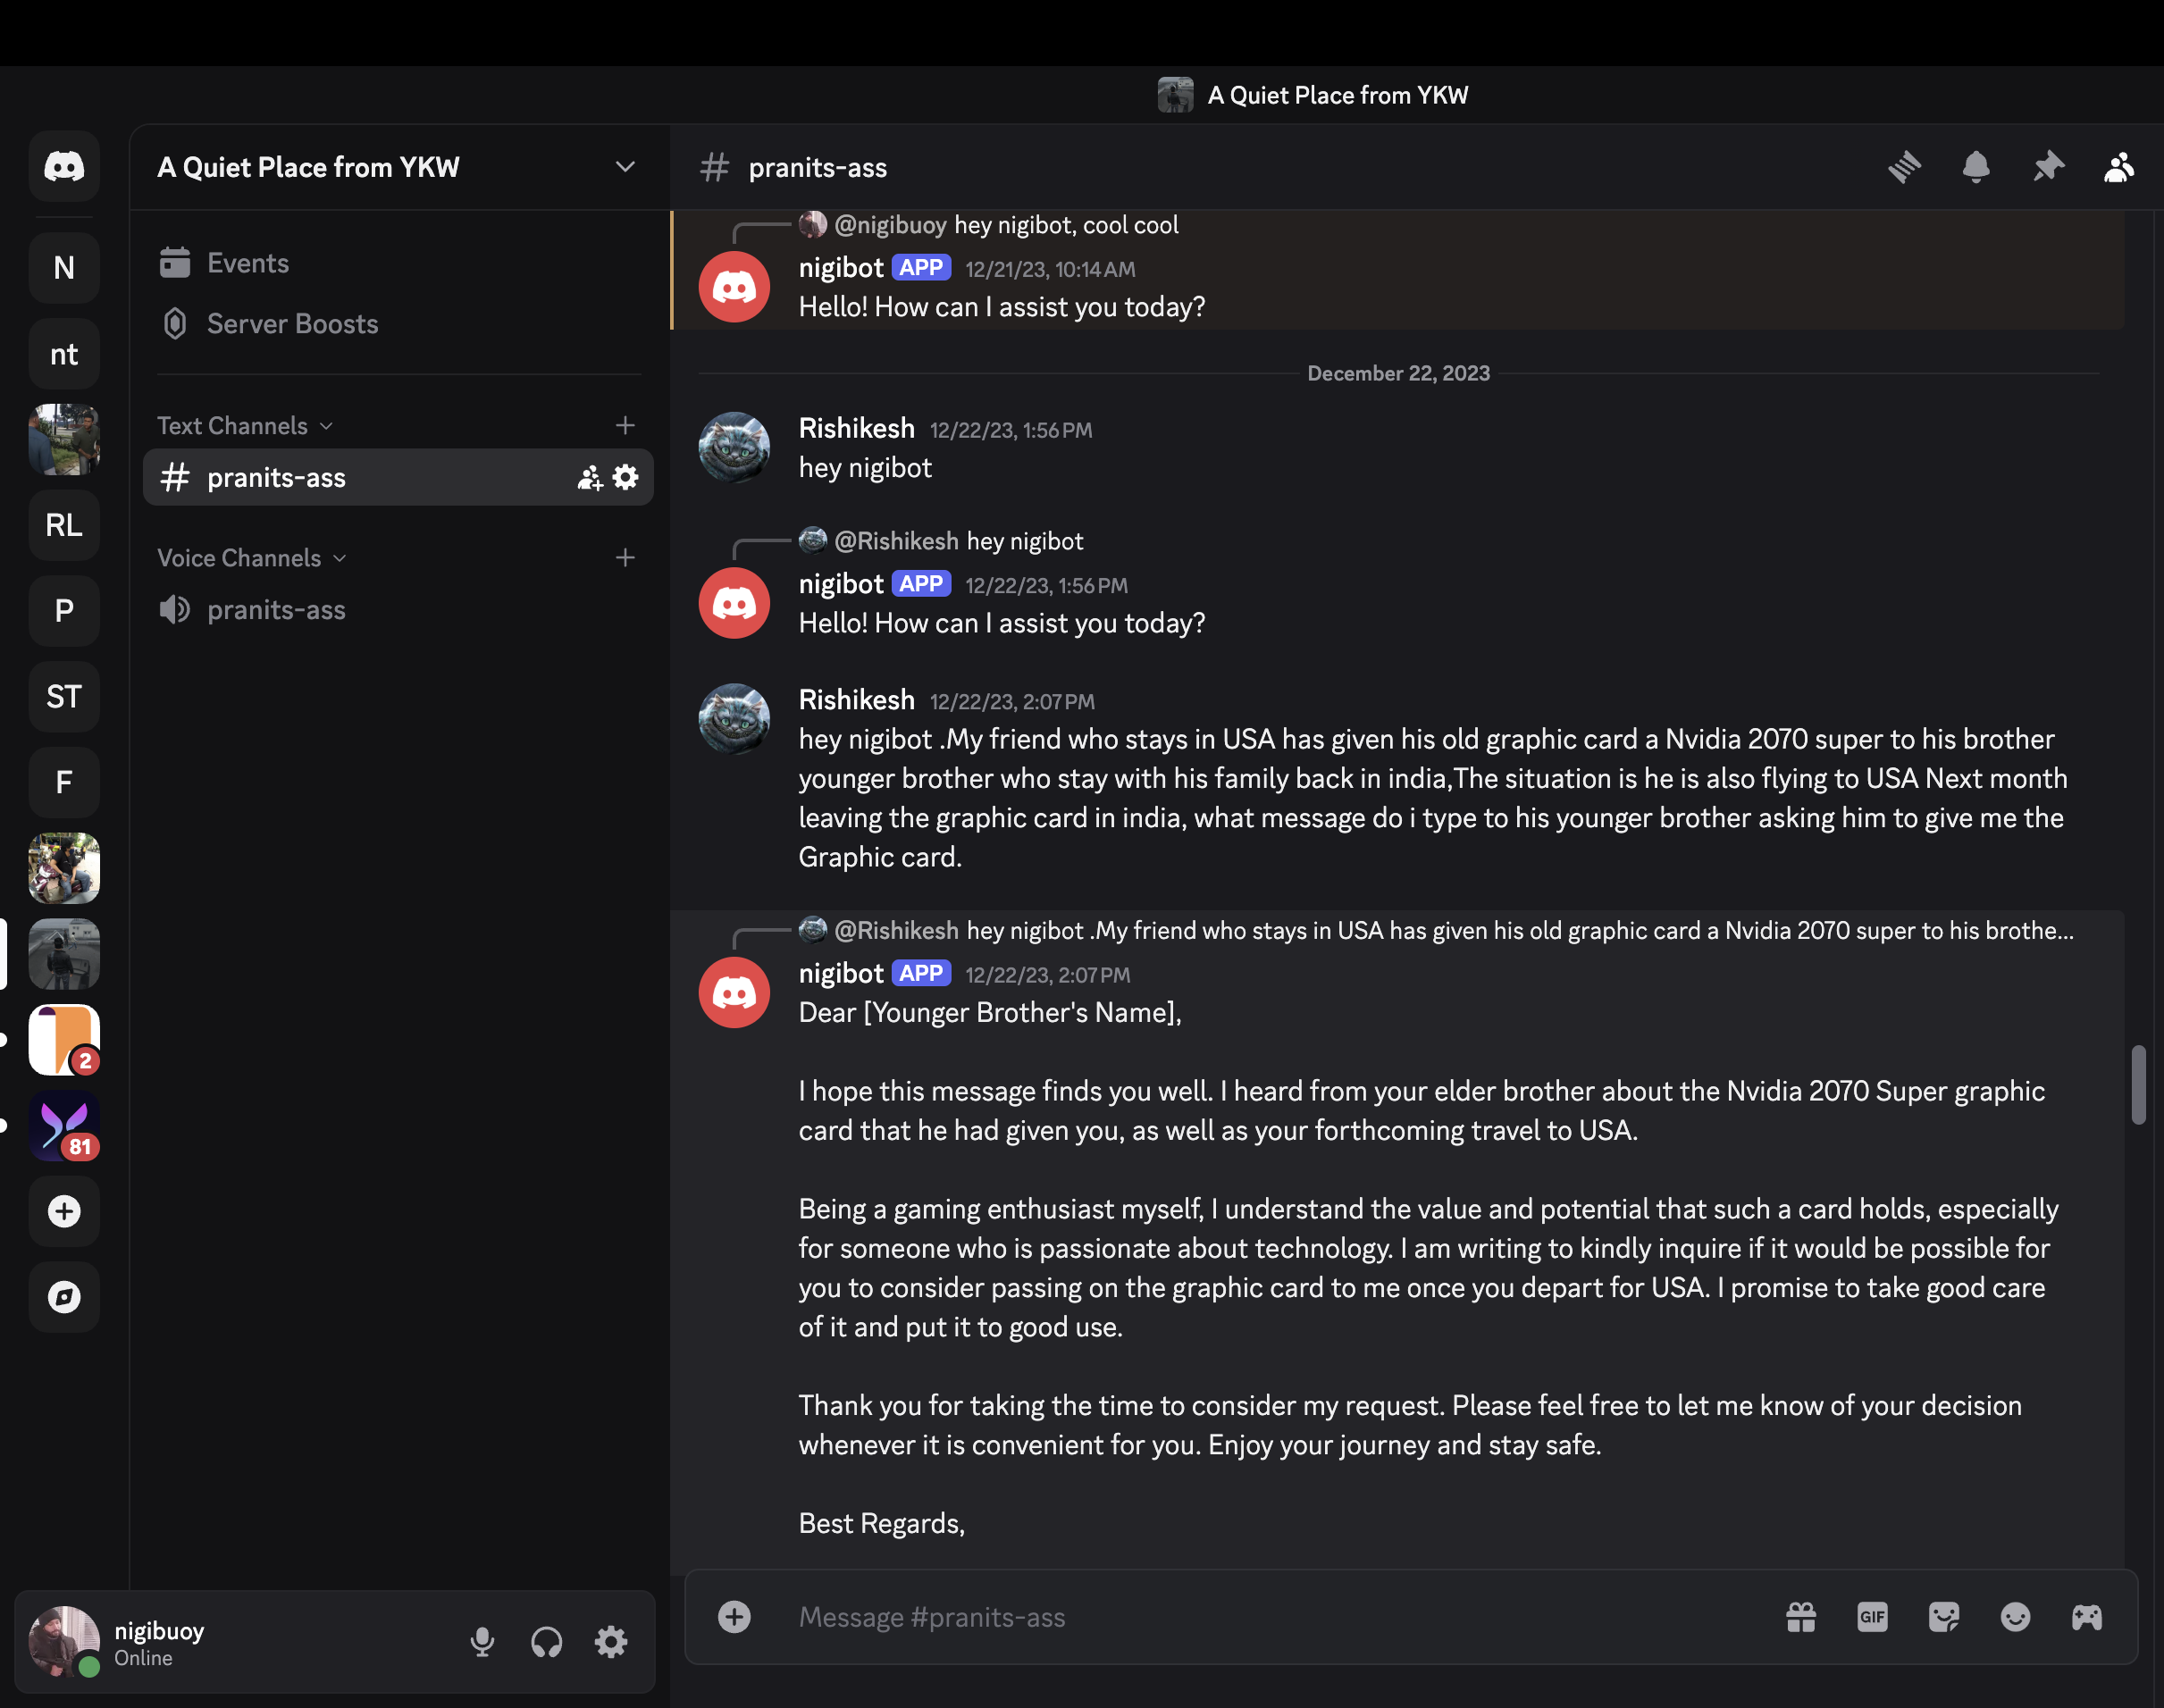 A Quiet Place from YKW
A Quiet Place from YKW
# pranits-ass
N
nt
RL
P
ST
F
2
81
Events
Server Boosts
Text Channels
# pranits-ass
Voice Channels
pranits-ass
@nigibuoy hey nigibot, cool cool
nigibot APP 12/21/23, 10:14 AM
Hello! How can I assist you today?
December 22, 2023
Rishikesh 12/22/23, 1:56 PM
hey nigibot
@Rishikesh hey nigibot
nigibot APP 12/22/23, 1:56 PM
Hello! How can I assist you today?
Rishikesh 12/22/23, 2:07 PM
hey nigibot .My friend who stays in USA has given his old graphic card a Nvidia 2070 super to his brother
younger brother who stay with his family back in india,The situation is he is also flying to USA Next month
leaving the graphic card in india, what message do i type to his younger brother asking him to give me the
Graphic card.
@Rishikesh hey nigibot .My friend who stays in USA has given his old graphic card a Nvidia 2070 super to his brothe...
nigibot APP 12/22/23, 2:07 PM
Dear [Younger Brother's Name],
I hope this message finds you well. I heard from your elder brother about the Nvidia 2070 Super graphic
card that he had given you, as well as your forthcoming travel to USA.
Being a gaming enthusiast myself, I understand the value and potential that such a card holds, especially
for someone who is passionate about technology. I am writing to kindly inquire if it would be possible for
you to consider passing on the graphic card to me once you depart for USA. I promise to take good care
of it and put it to good use.
Thank you for taking the time to consider my request. Please feel free to let me know of your decision
whenever it is convenient for you. Enjoy your journey and stay safe.
Best Regards,
nigibuoy
Online
Message #pranits-ass
GIF